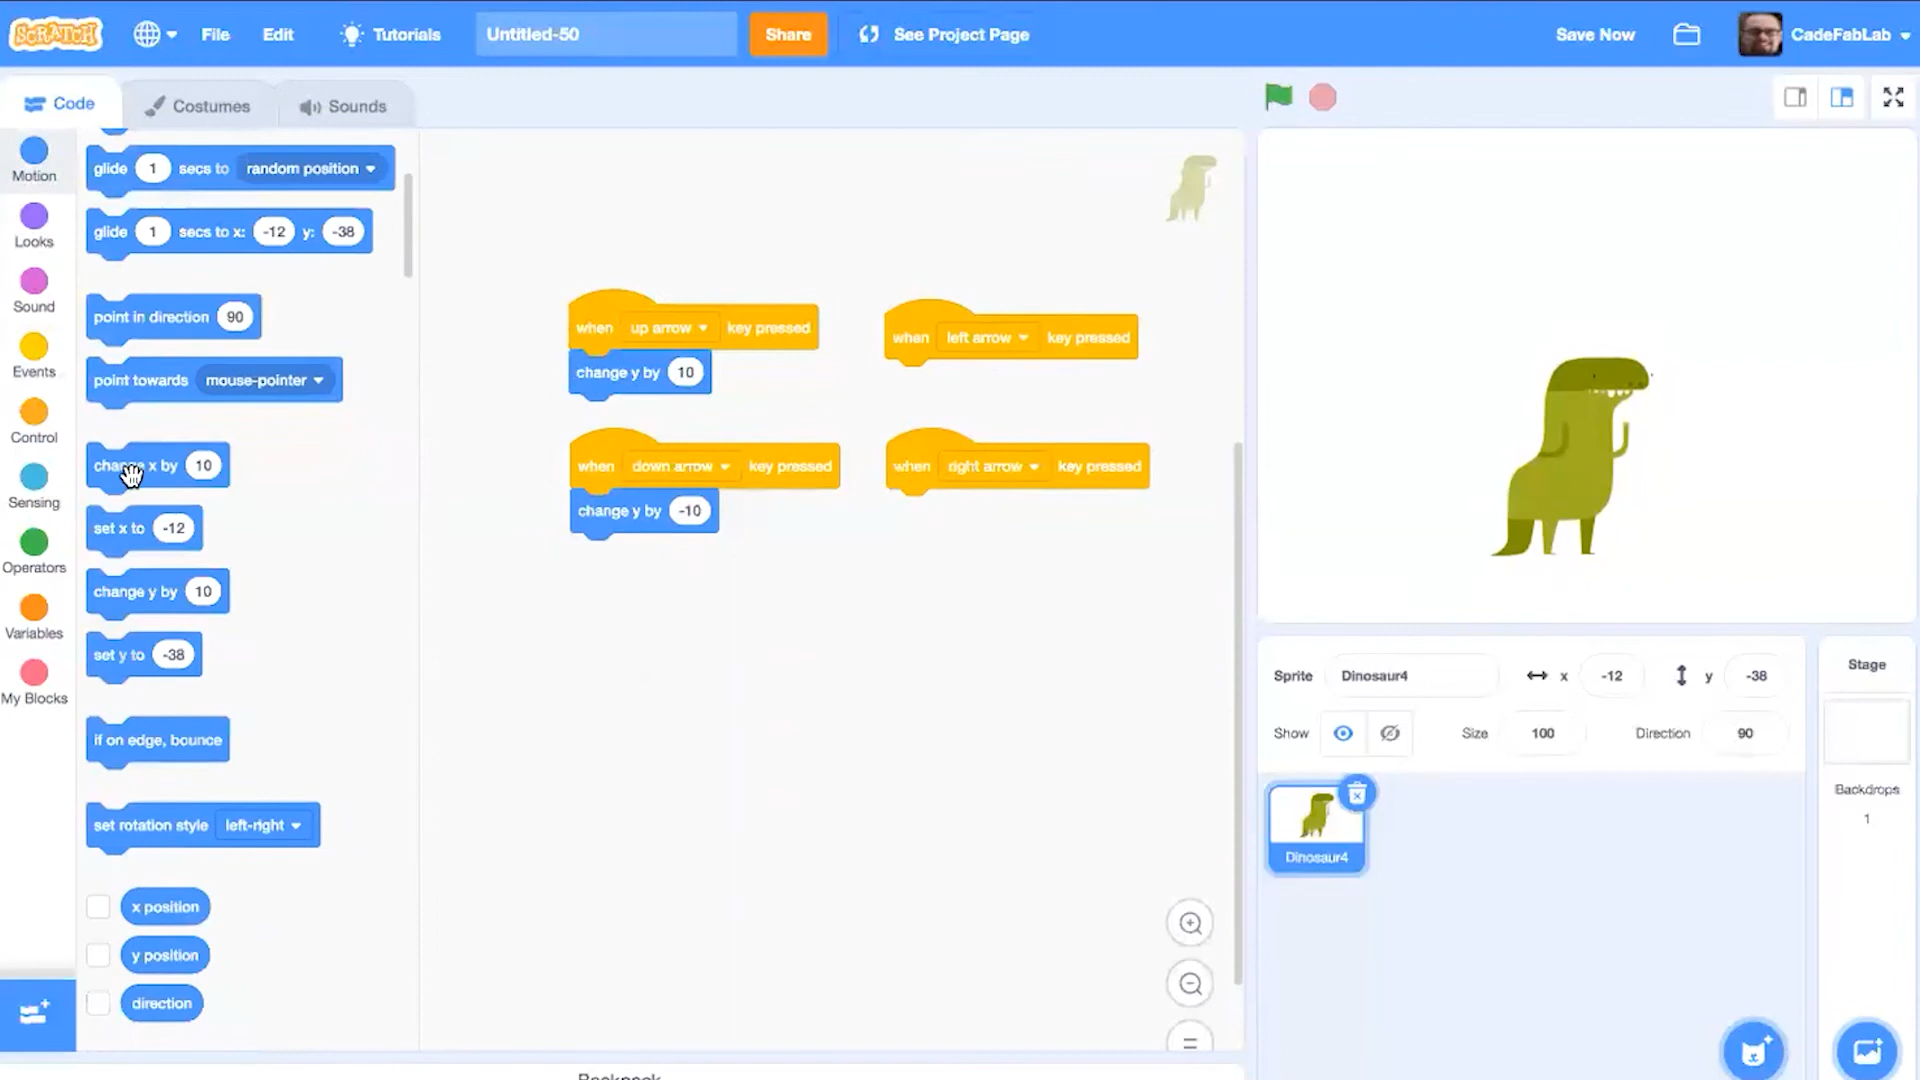 SCRATCH File Edit Tutorials Untitled-50 Share See Project Page Save Now CadeFabLab
Code Costumes Sounds
Motion
Looks
Sound
Events
Control
Sensing
Operators
Variables
My Blocks
glide 1 secs to random position
glide 1 secs to x: -12 y: -38
point in direction 90
point towards mouse-pointer
change x by 10
set x to -12
change y by 10
set y to -38
if on edge, bounce
set rotation style left-right
x position
y position
direction
when up arrow key pressed
change y by 10
when down arrow key pressed
change y by -10
when left arrow key pressed
when right arrow key pressed
Sprite Dinosaur4 x -12 y -38
Show Size 100 Direction 90
Dinosaur4
Stage
Backdrops
1
Backpack